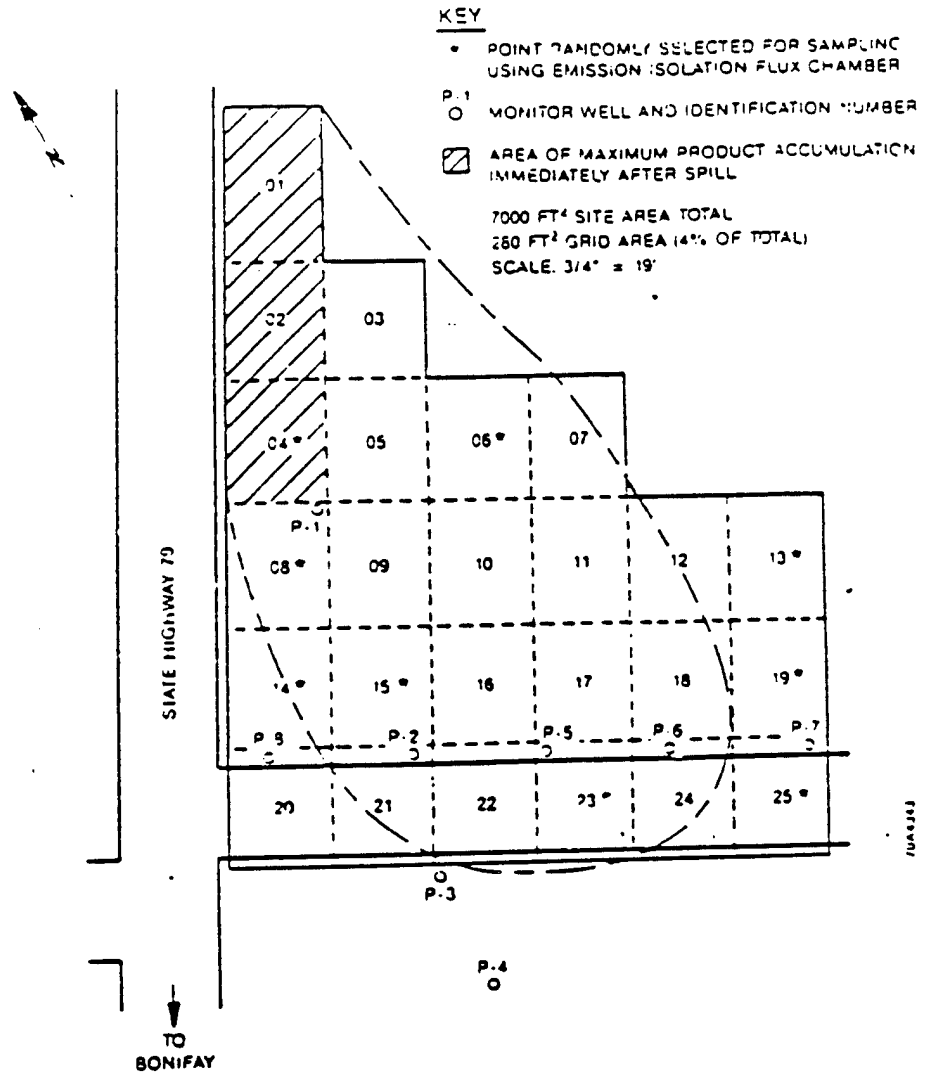 KEY
* POINT RANDOMLY SELECTED FOR SAMPLING
USING EMISSION ISOLATION FLUX CHAMBER
P-1
MONITOR WELL AND IDENTIFICATION NUMBER
AREA OF MAXIMUM PRODUCT ACCUMULATION
IMMEDIATELY AFTER SPILL
7000 FT² SITE AREA TOTAL
280 FT² GRID AREA (4% OF TOTAL)
SCALE: 3/4" = 19'
01
02
03
04*
05
06*
07
P-1
08*
09
10
11
12
13*
STATE HIGHWAY 79
14*
15*
16
17
18
19*
P-8
P-2
P-5
P-6
P-7
20
21
22
23*
24
25*
P-3
P-4
TO
BONIFAY